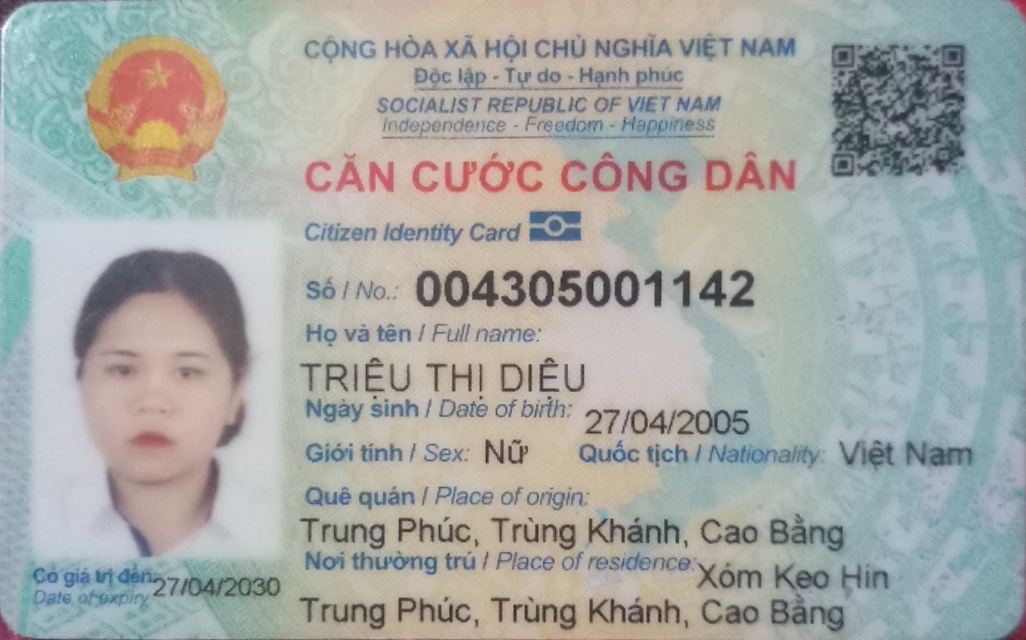 CỘNG HÒA XÃ HỘI CHỦ NGHĨA VIỆT NAM
Độc lập - Tự do - Hạnh phúc
SOCIALIST REPUBLIC OF VIET NAM
Independence - Freedom - Happiness
CĂN CƯỚC CÔNG DÂN
Citizen Identity Card
Số / No.: 004305001142
Họ và tên / Full name:
TRIỆU THỊ DIỆU
Ngày sinh / Date of birth: 27/04/2005
Giới tính / Sex: Nữ Quốc tịch / Nationality: Việt Nam
Quê quán / Place of origin:
Trung Phúc, Trùng Khánh, Cao Bằng
Nơi thường trú / Place of residence: Xóm Kẹo Hin
Trung Phúc, Trùng Khánh, Cao Bằng
Có giá trị đến: 27/04/2030
Date of expiry